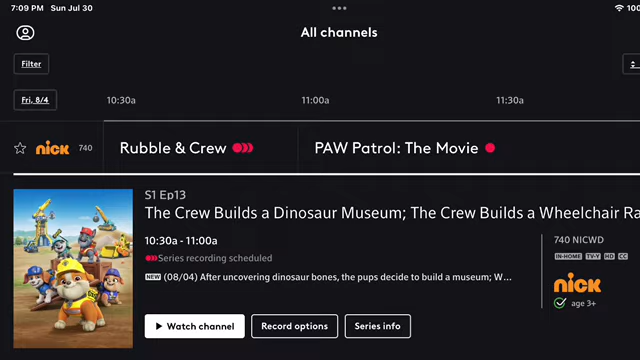 7:09 PM Sun Jul 30
100
All channels
Filter
Fri, 8/4 10:30a 11:00a 11:30a
nick 740 Rubble & Crew PAW Patrol: The Movie
S1 Ep13
The Crew Builds a Dinosaur Museum; The Crew Builds a Wheelchair Ra
10:30a - 11:00a
740 NICWD
Series recording scheduled
IN-HOME TV-Y HD CC
NEW (08/04) After uncovering dinosaur bones, the pups decide to build a museum; W...
nick
age 3+
Watch channel Record options Series info